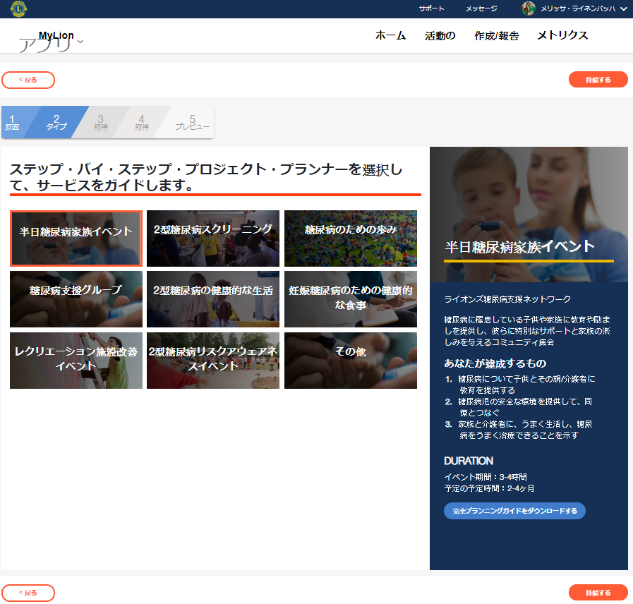 サポート メッセージ メリッサ・ライネンバッハ
MyLion
アプリ
ホーム 活動の 作成/報告 メトリクス
< 戻る
持続する
1 2 3 4 5
原因 タイプ 招待 招待 プレビュー
ステップ・バイ・ステップ・プロジェクト・プランナーを選択し
て、サービスをガイドします。
半日糖尿病家族イベント
2型糖尿病スクリーニング
糖尿病のための歩み
糖尿病支援グループ
2型糖尿病の健康的な生活
妊娠糖尿病のための健康的
な食事
レクリエーション施設改善
イベント
2型糖尿病リスクアウェアネ
スイベント
その他
半日糖尿病家族イベント
ライオンズ糖尿病支援ネットワーク
糖尿病に罹患している子供や家族に教育や励ま
しを提供し、彼らに特別なサポートと家族の楽
しみを与えるコミュニティ集会
あなたが達成するもの
1. 糖尿病について子供とその親/介護者に
教育を提供する
2. 糖尿病児の安全な環境を提供して、同
僚とつなぐ
3. 家族と介護者に、うまく生活し、糖尿
病をうまく治療できることを示す
DURATION
イベント期間：3-4時間
予定の予定時間：2-4ヶ月
完全プランニングガイドをダウンロードする
< 戻る
持続する